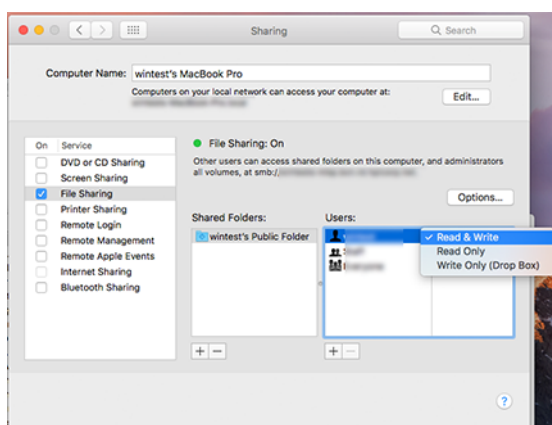 Sharing
Search
Computer Name: wintest's MacBook Pro
Computers on your local network can access your computer at:
Edit...
On Service
DVD or CD Sharing
Screen Sharing
File Sharing
Printer Sharing
Remote Login
Remote Management
Remote Apple Events
Internet Sharing
Bluetooth Sharing
File Sharing: On
Other users can access shared folders on this computer, and administrators
all volumes, at smb:/
Options...
Shared Folders:
wintest's Public Folder
Users:
✓ Read & Write
Read Only
Write Only (Drop Box)
+ −
+ −
?